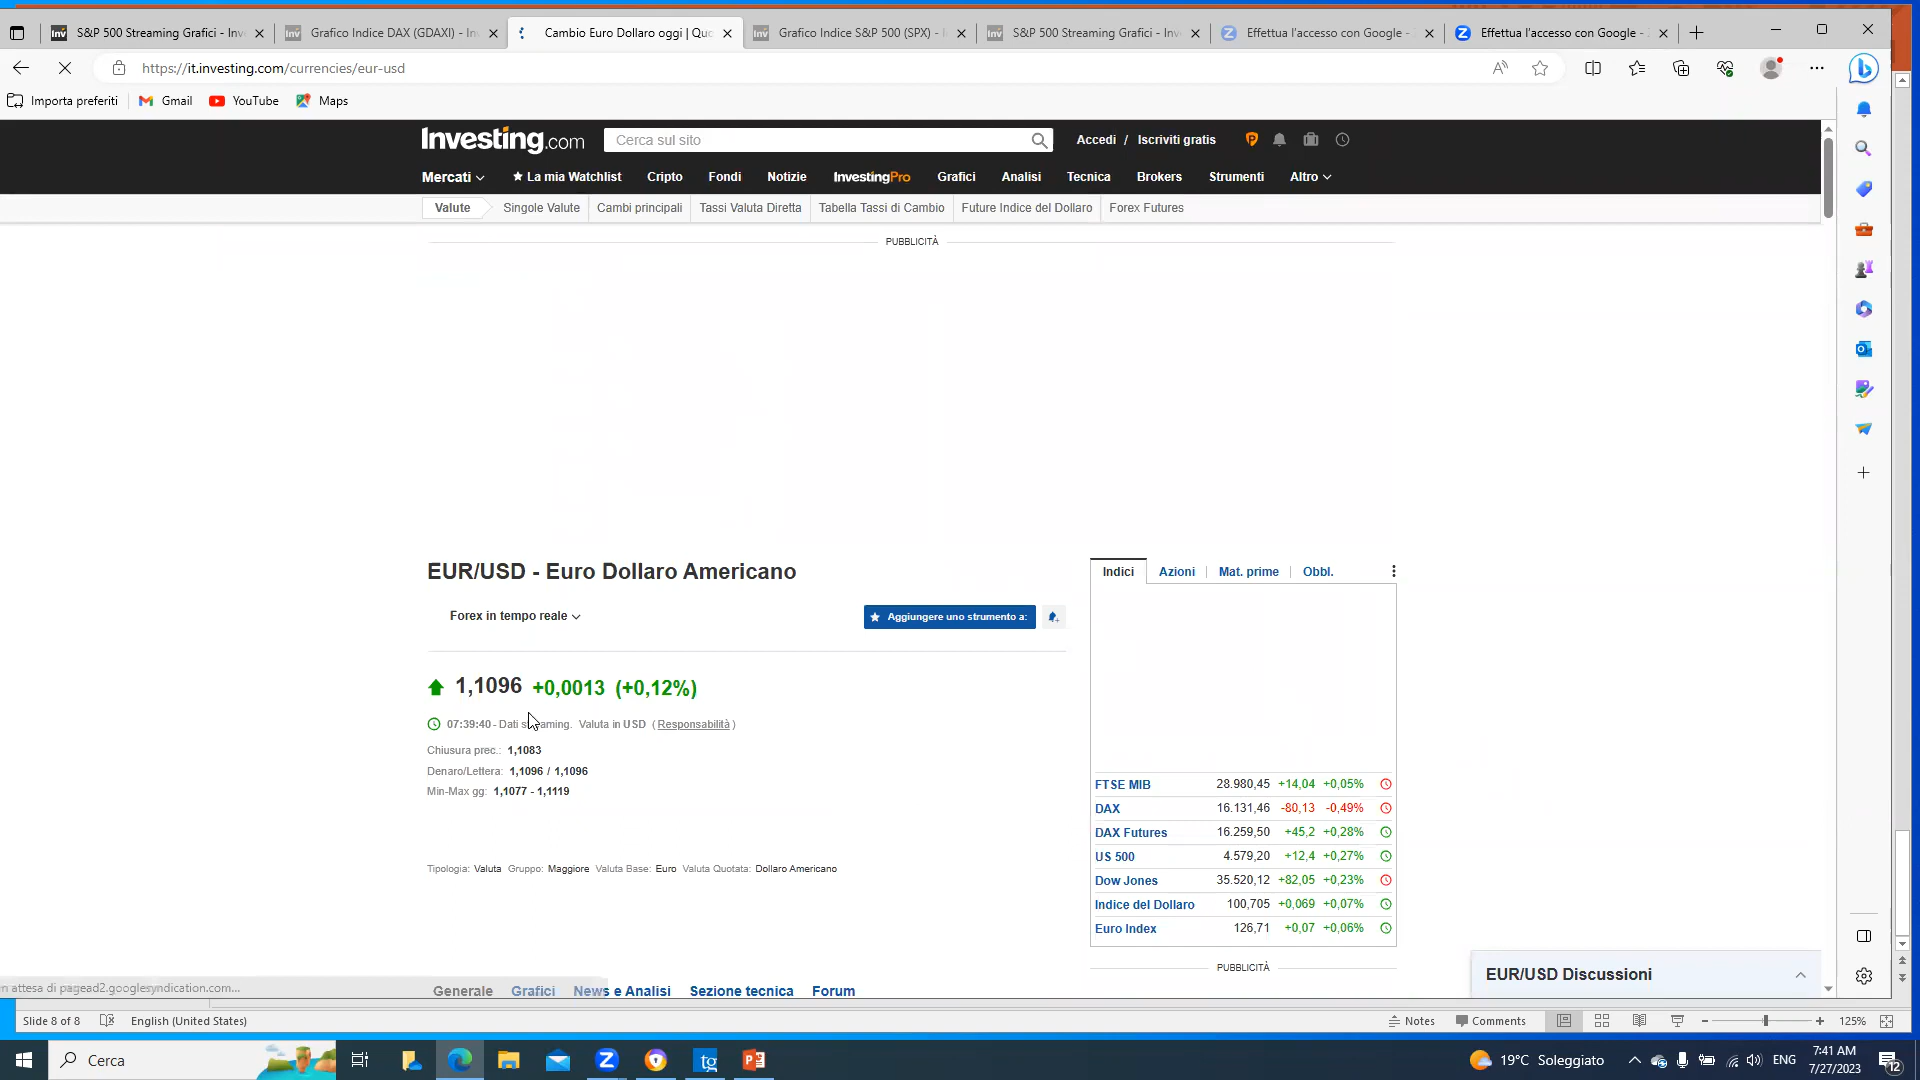 S&P 500 Streaming Grafici - Inv
Grafico Indice DAX (GDAXI) - In
Cambio Euro Dollaro oggi | Quo
Grafico Indice S&P 500 (SPX) -
S&P 500 Streaming Grafici - Inve
Effettua l'accesso con Google -
Effettua l'accesso con Google -
https://it.investing.com/currencies/eur-usd
Importa preferiti
Gmail
YouTube
Maps
Investing.com
Cerca sul sito
Accedi / Iscriviti gratis
Mercati
La mia Watchlist
Cripto
Fondi
Notizie
InvestingPro
Grafici
Analisi
Tecnica
Brokers
Strumenti
Altro
Valute
Singole Valute
Cambi principali
Tassi Valuta Diretta
Tabella Tassi di Cambio
Future Indice del Dollaro
Forex Futures
PUBBLICITÀ
EUR/USD - Euro Dollaro Americano
Forex in tempo reale
Aggiungere uno strumento a:
1,1096 +0,0013 (+0,12%)
07:39:40 - Dati streaming. Valuta in USD ( Responsabilità )
Chiusura prec.: 1,1083
Denaro/Lettera: 1,1096 / 1,1096
Min-Max gg: 1,1077 - 1,1119
Tipologia: Valuta Gruppo: Maggiore Valuta Base: Euro Valuta Quotata: Dollaro Americano
Indici
Azioni
Mat. prime
Obbl.
FTSE MIB 28.980,45 +14,04 +0,05%
DAX 16.131,46 -80,13 -0,49%
DAX Futures 16.259,50 +45,2 +0,28%
US 500 4.579,20 +12,4 +0,27%
Dow Jones 35.520,12 +82,05 +0,23%
Indice del Dollaro 100,705 +0,069 +0,07%
Euro Index 126,71 +0,07 +0,06%
PUBBLICITÀ
EUR/USD Discussioni
n attesa di pagead2.googlesyndication.com...
Generale
Grafici
News e Analisi
Sezione tecnica
Forum
Slide 8 of 8
English (United States)
Notes
Comments
125%
Cerca
19°C Soleggiato
ENG
7:41 AM
7/27/2023
12